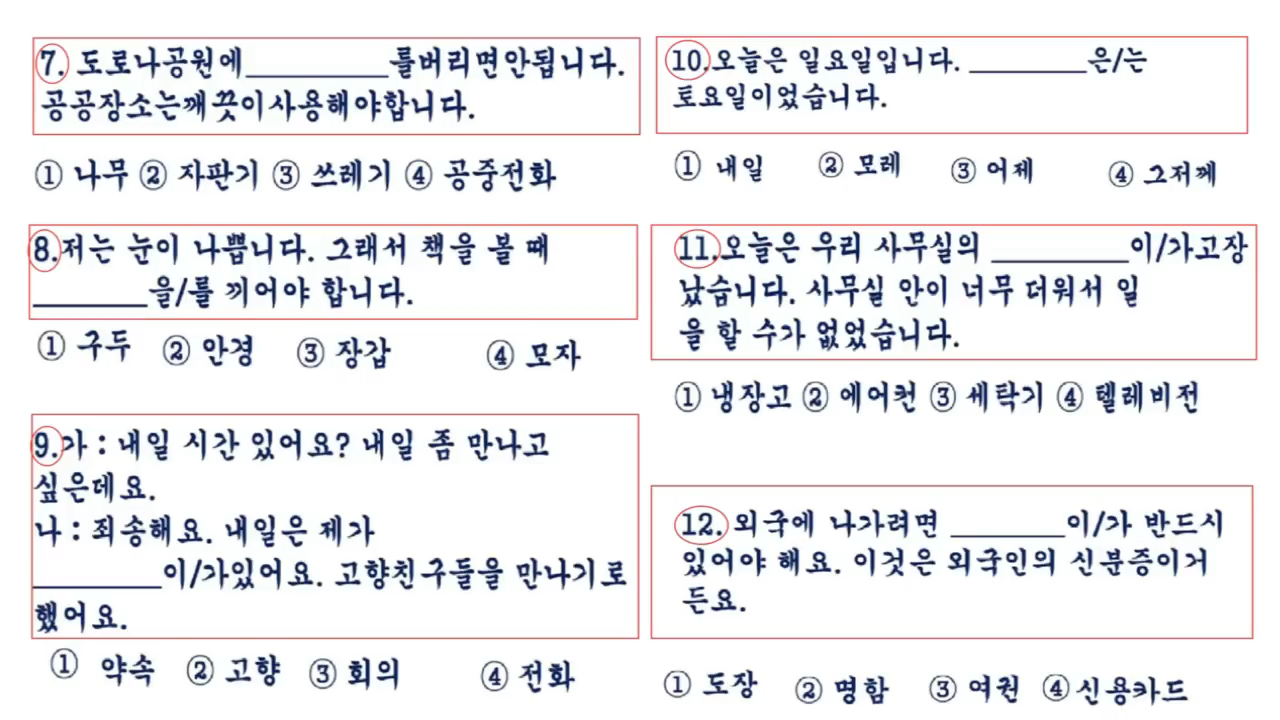 7. 도로나공원에__________를버리면안됩니다.
공공장소는깨끗이사용해야합니다.
① 나무 ② 자판기 ③ 쓰레기 ④ 공중전화
8.저는 눈이 나쁩니다. 그래서 책을 볼 때
________을/를 끼어야 합니다.
① 구두 ② 안경 ③ 장갑 ④ 모자
9.가 : 내일 시간 있어요? 내일 좀 만나고
싶은데요.
나 : 죄송해요. 내일은 제가
_________이/가있어요. 고향친구들을 만나기로
했어요.
① 약속 ② 고향 ③ 회의 ④ 전화
10.오늘은 일요일입니다. ________은/는
토요일이었습니다.
① 내일 ② 모레 ③ 어제 ④ 그저께
11.오늘은 우리 사무실의 __________이/가고장
났습니다. 사무실 안이 너무 더워서 일
을 할 수가 없었습니다.
① 냉장고 ② 에어컨 ③ 세탁기 ④ 텔레비전
12. 외국에 나가려면 ________이/가 반드시
있어야 해요. 이것은 외국인의 신분증이거
든요.
① 도장 ② 명함 ③ 여권 ④ 신용카드